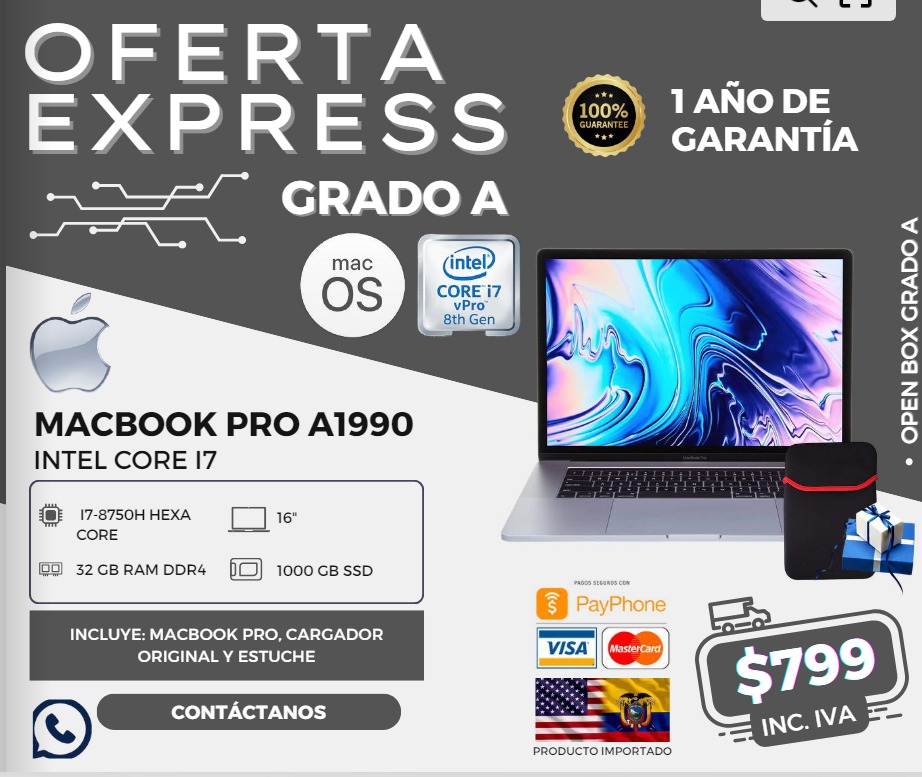 OFERTA
EXPRESS
100%
GUARANTEE
1 AÑO DE
GARANTÍA
GRADO A
mac
OS
intel
CORE i7
vPro
8th Gen
• OPEN BOX GRADO A
MACBOOK PRO A1990
INTEL CORE I7
I7-8750H HEXA
CORE
16"
32 GB RAM DDR4
1000 GB SSD
INCLUYE: MACBOOK PRO, CARGADOR
ORIGINAL Y ESTUCHE
CONTÁCTANOS
PAGOS SEGUROS CON
PayPhone
VISA
MasterCard
PRODUCTO IMPORTADO
$799
INC. IVA